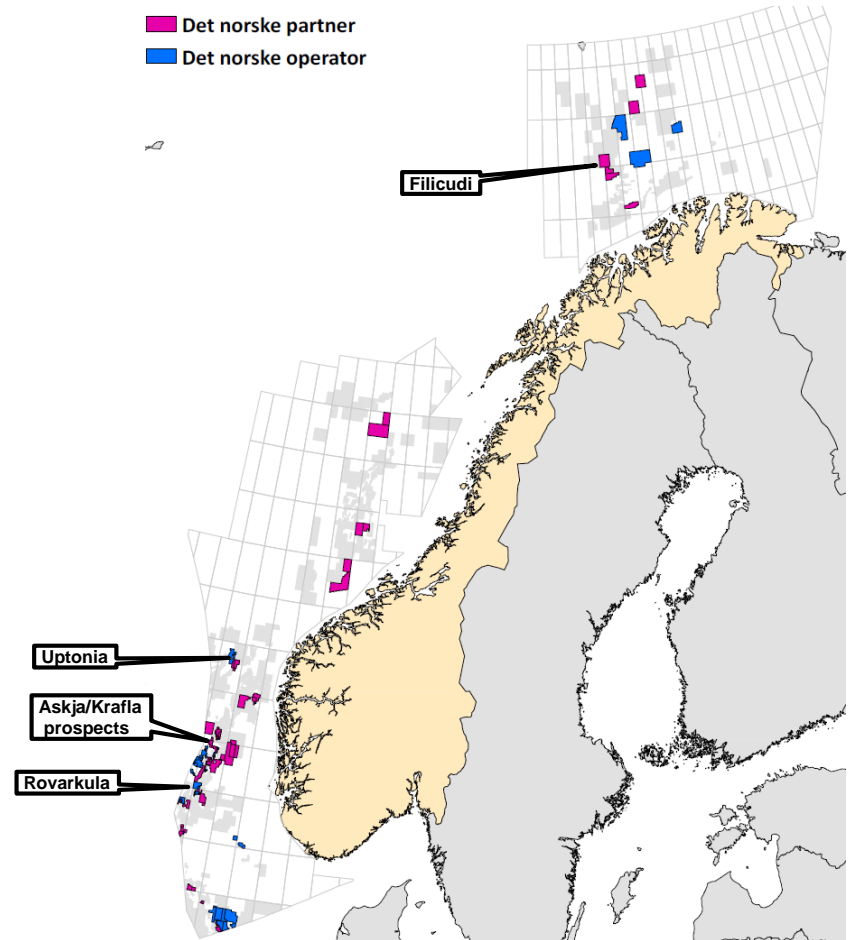 Det norske partner
Det norske operator
Filicudi
Uptonia
Askja/Krafla
prospects
Rovarkula